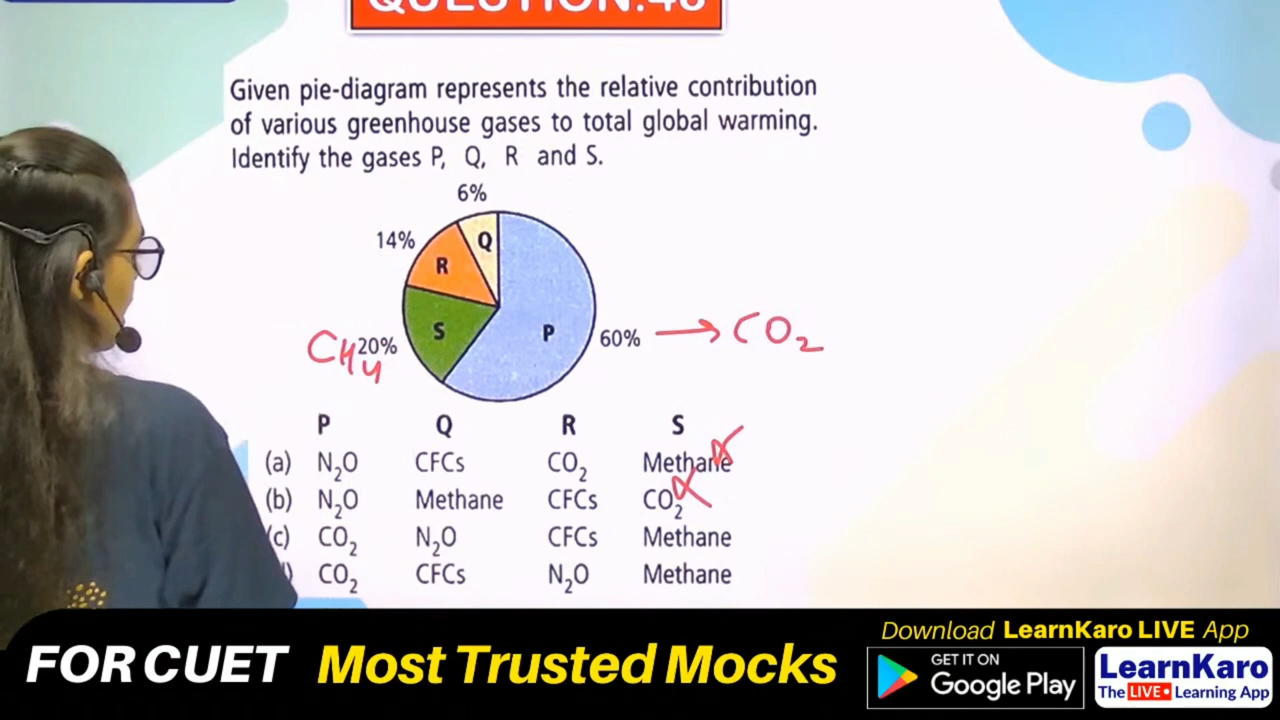 QUESTION:48
Given pie-diagram represents the relative contribution
of various greenhouse gases to total global warming.
Identify the gases P, Q, R and S.
6%
14%
Q
R
S
P
CH4 20%
60% → CO2
P Q R S
(a) N2O CFCs CO2 Methane
(b) N2O Methane CFCs CO2
(c) CO2 N2O CFCs Methane
) CO2 CFCs N2O Methane
FOR CUET Most Trusted Mocks
Download LearnKaro LIVE App
GET IT ON
Google Play
LearnKaro
The LIVE• Learning App